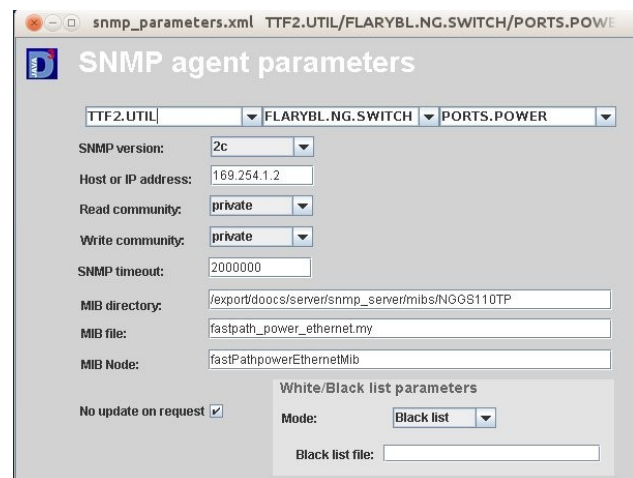 snmp_parameters.xml TTF2.UTIL/FLARYBL.NG.SWITCH/PORTS.POWE
JAVA D
SNMP agent parameters
TTF2.UTIL FLARYBL.NG.SWITCH PORTS.POWER
SNMP version: 2c
Host or IP address: 169.254.1.2
Read community: private
Write community: private
SNMP timeout: 2000000
MIB directory: /export/doocs/server/snmp_server/mibs/NGGS110TP
MIB file: fastpath_power_ethernet.my
MIB Node: fastPathpowerEthernetMib
White/Black list parameters
No update on request
Mode: Black list
Black list file: